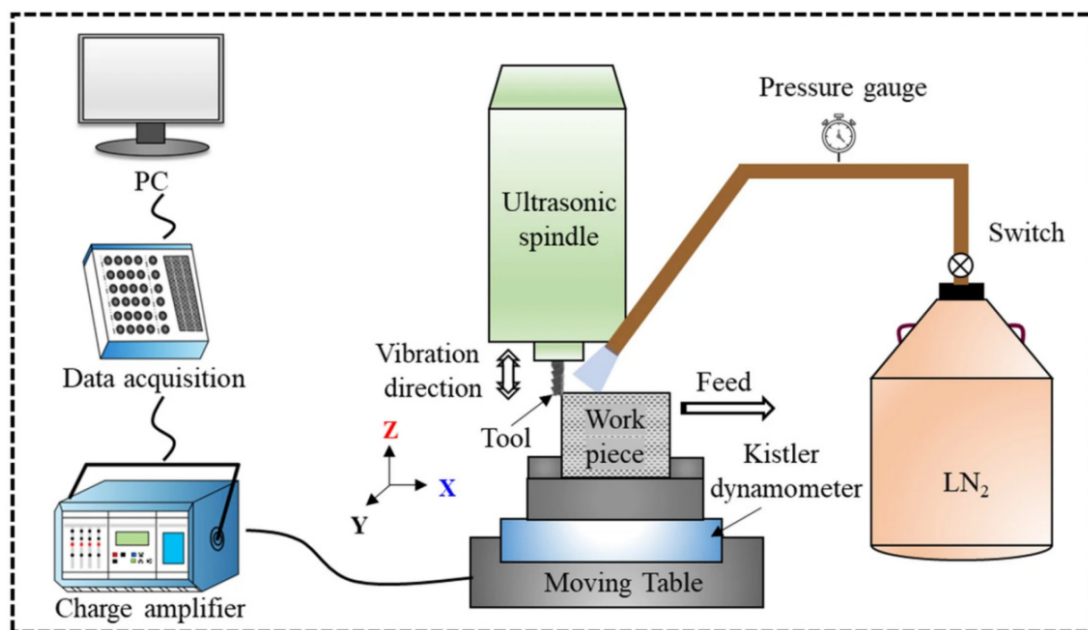 PC
Data acquisition
Charge amplifier
Ultrasonic
spindle
Vibration
direction
Tool
Z
X
Y
Work
piece
Feed
Kistler
dynamometer
Moving Table
Pressure gauge
Switch
LN₂